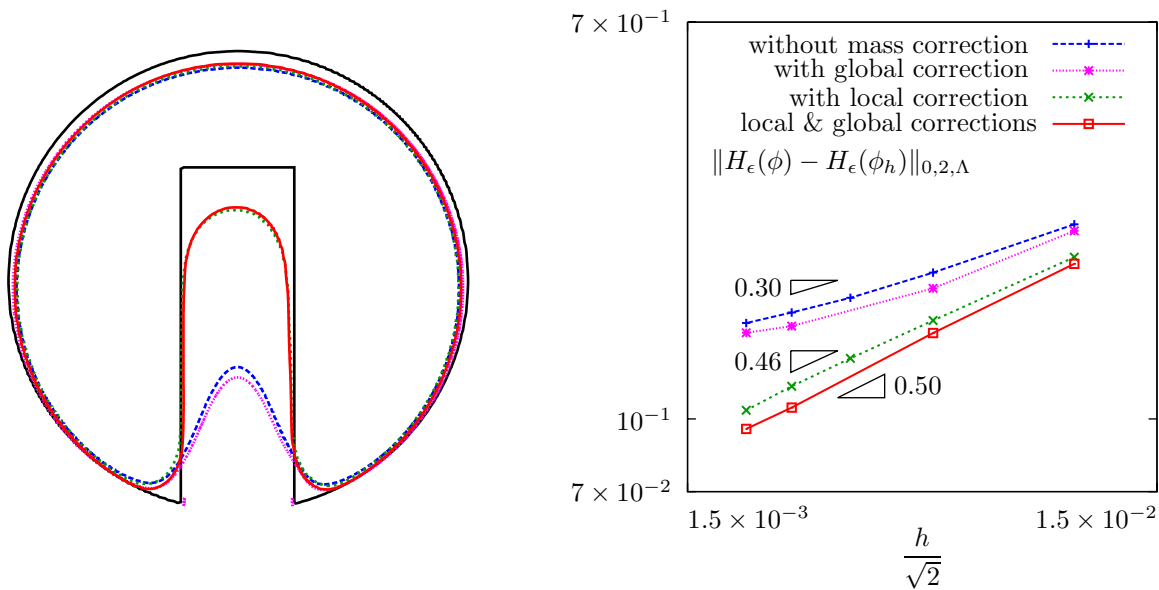 7 × 10⁻¹
without mass correction
with global correction
with local correction
local & global corrections
‖H_ϵ(ϕ) − H_ϵ(ϕ_h)‖_{0,2,Λ}
0.30
0.46
0.50
10⁻¹
7 × 10⁻²
1.5 × 10⁻³ 1.5 × 10⁻²
h
√2